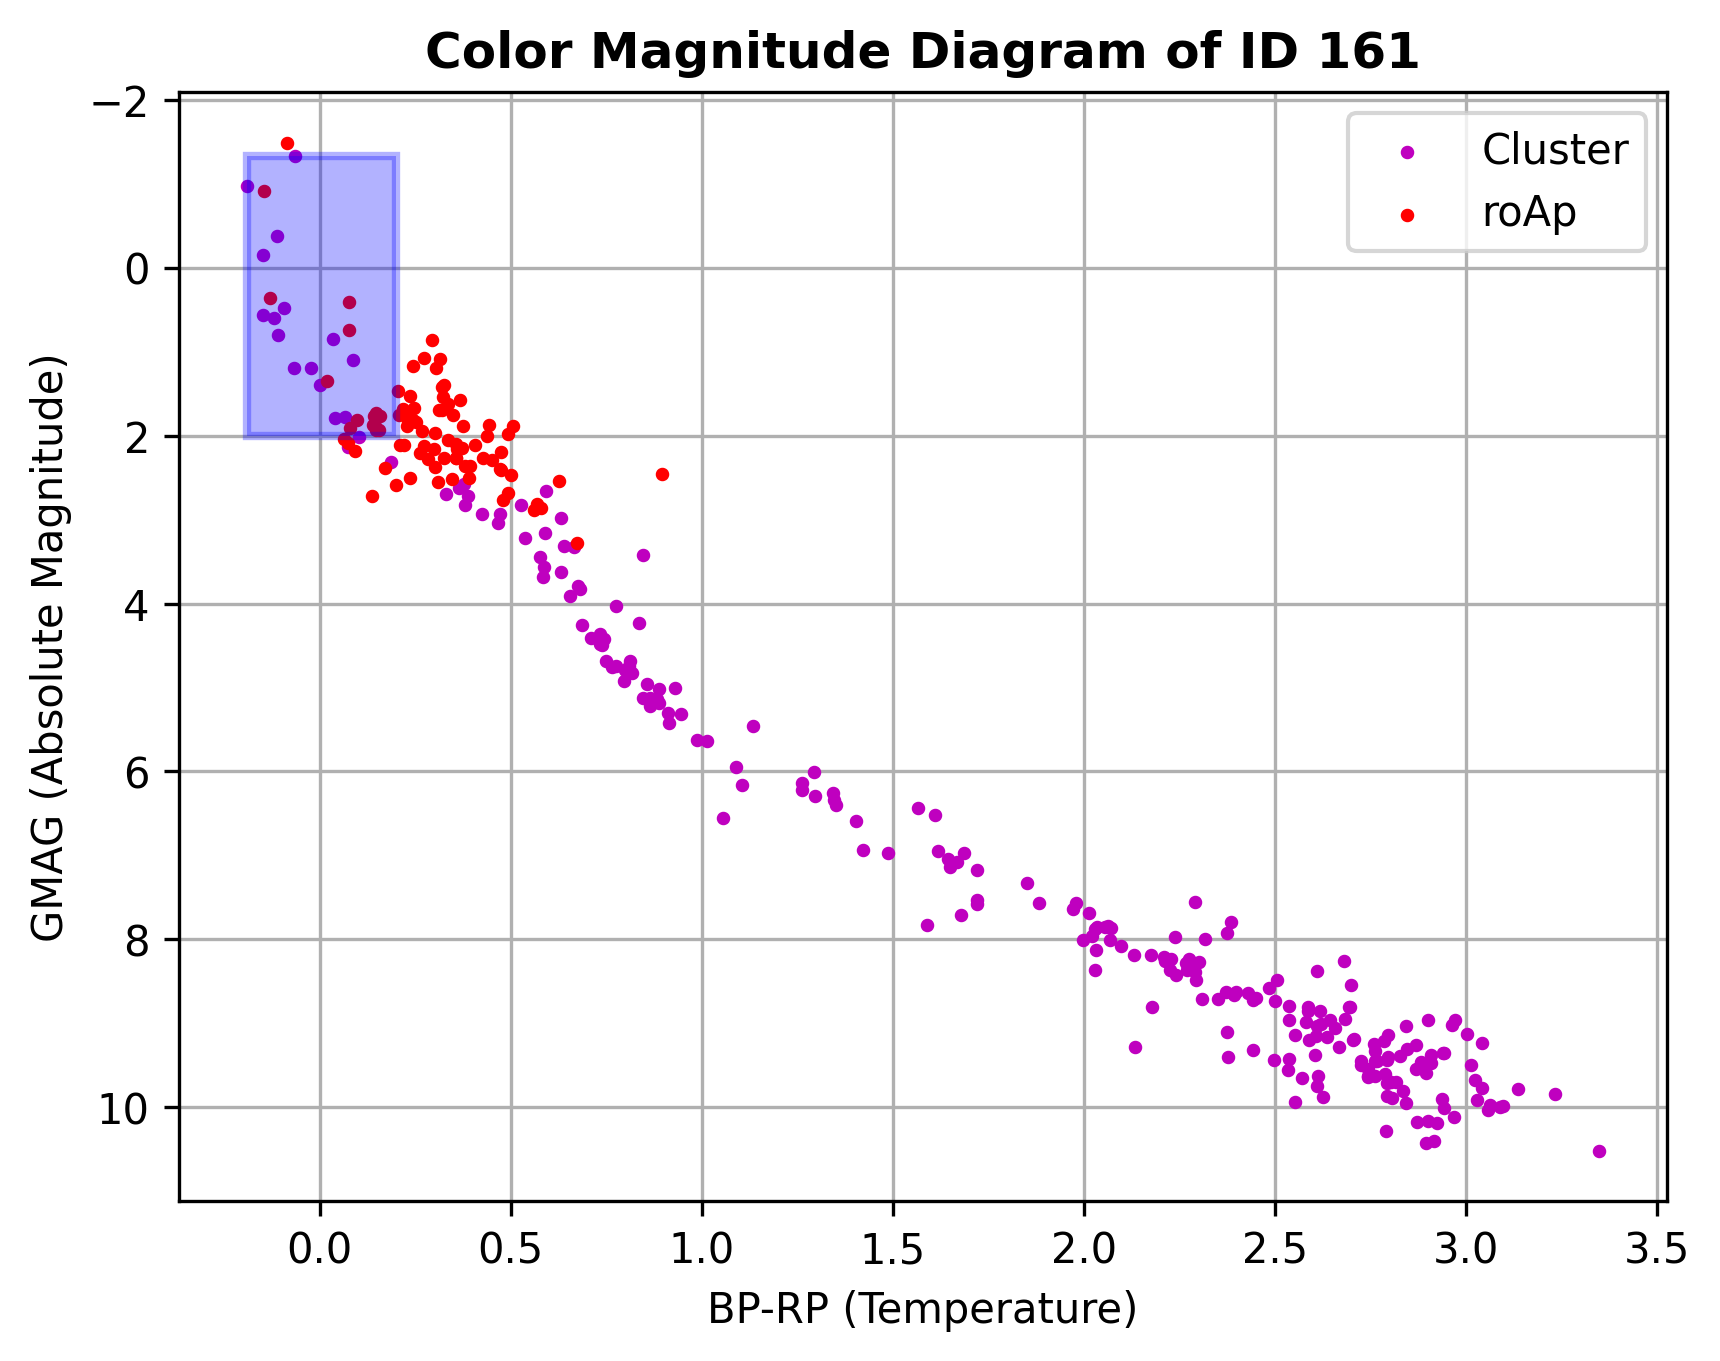 Color Magnitude Diagram of ID 161
Cluster
roAp
GMAG (Absolute Magnitude)
−2
0
2
4
6
8
10
0.0 0.5 1.0 1.5 2.0 2.5 3.0 3.5
BP-RP (Temperature)